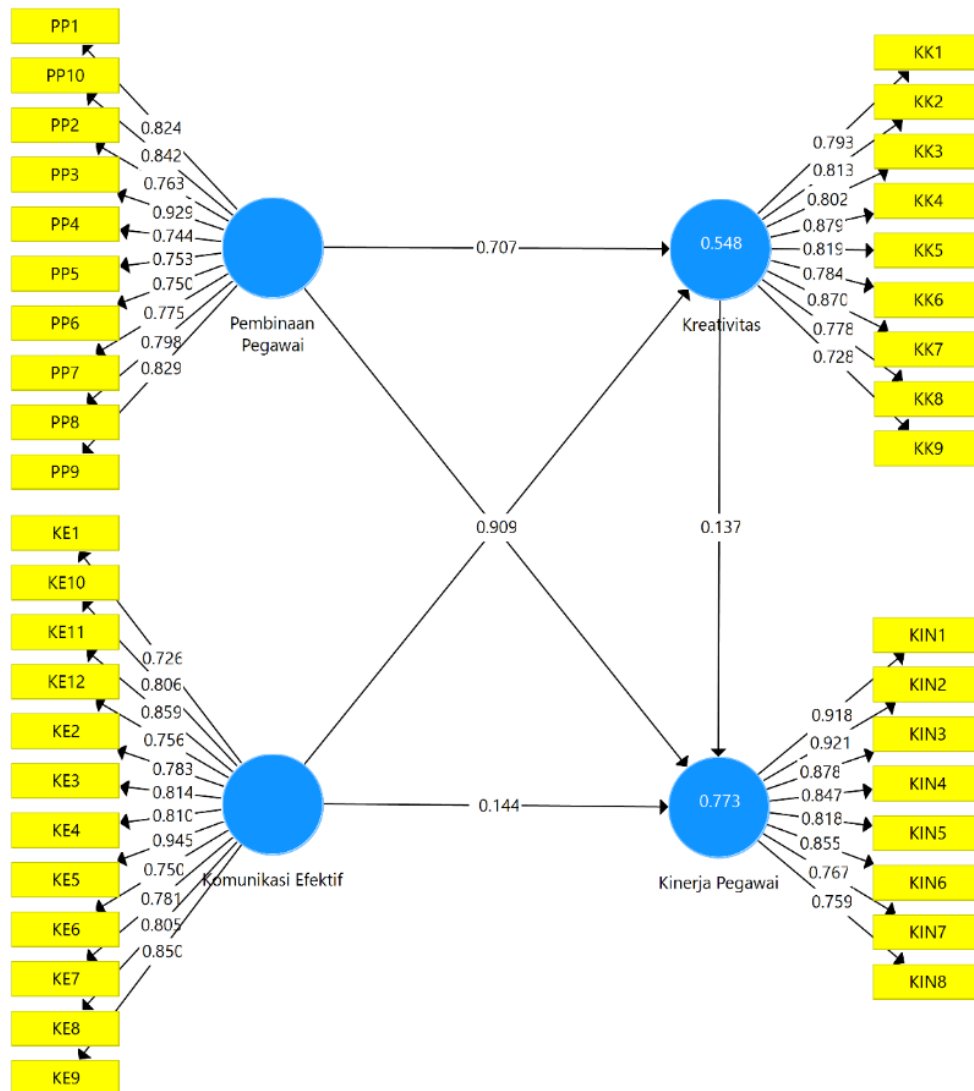 PP1
PP10
PP2
PP3
PP4
PP5
PP6
PP7
PP8
PP9
0.824
0.842
0.763
0.929
0.744
0.753
0.750
0.775
0.798
0.829
Pembinaan
Pegawai
0.707
0.548
Kreativitas
0.793
0.813
0.802
0.879
0.819
0.784
0.870
0.778
0.728
KK1
KK2
KK3
KK4
KK5
KK6
KK7
KK8
KK9
0.909
0.137
KE1
KE10
KE11
KE12
KE2
KE3
KE4
KE5
KE6
KE7
KE8
KE9
0.726
0.806
0.859
0.756
0.783
0.814
0.810
0.945
0.750
0.781
0.805
0.850
Komunikasi Efektif
0.144
0.773
Kinerja Pegawai
0.918
0.921
0.878
0.847
0.818
0.855
0.767
0.759
KIN1
KIN2
KIN3
KIN4
KIN5
KIN6
KIN7
KIN8